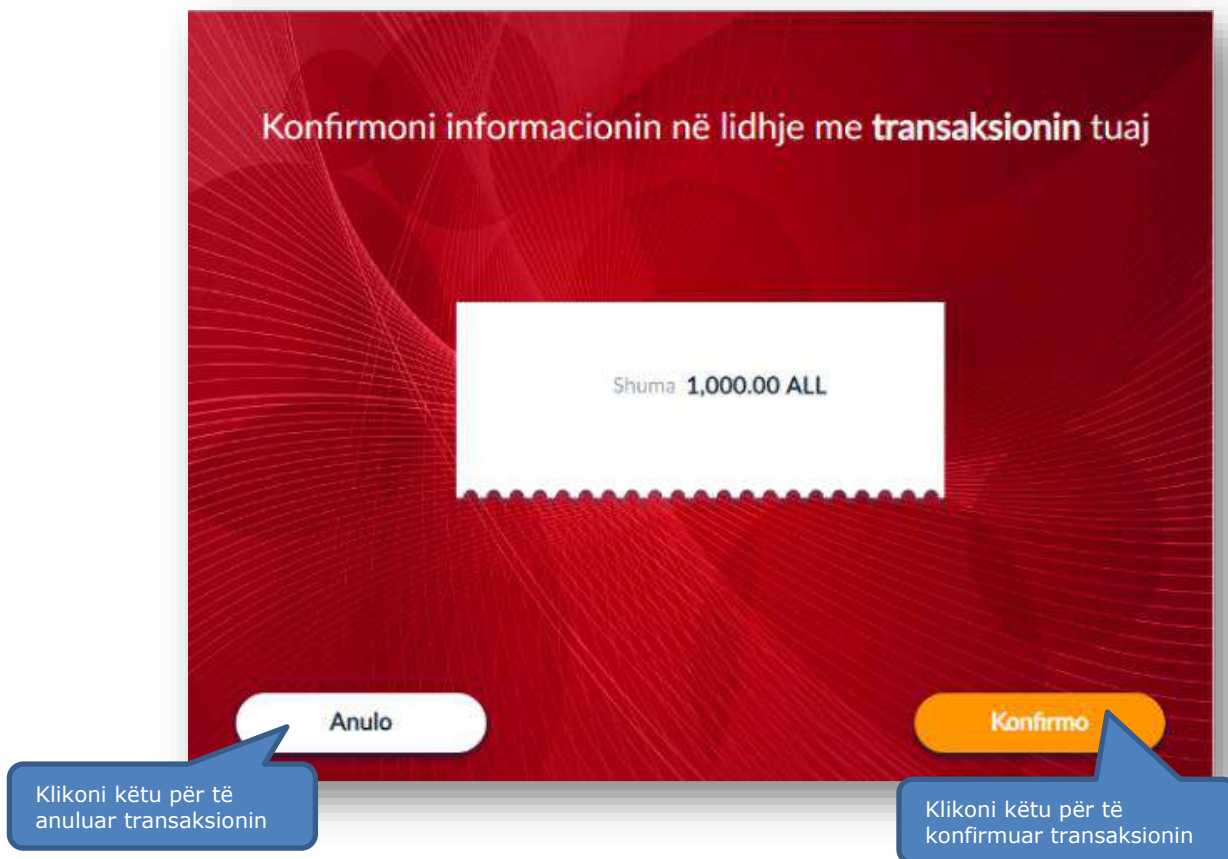 Konfirmoni informacionin në lidhje me transaksionin tuaj
Shuma 1,000.00 ALL
Anulo
Konfirmo
Klikoni këtu për të
anuluar transaksionin
Klikoni këtu për të
konfirmuar transaksionin